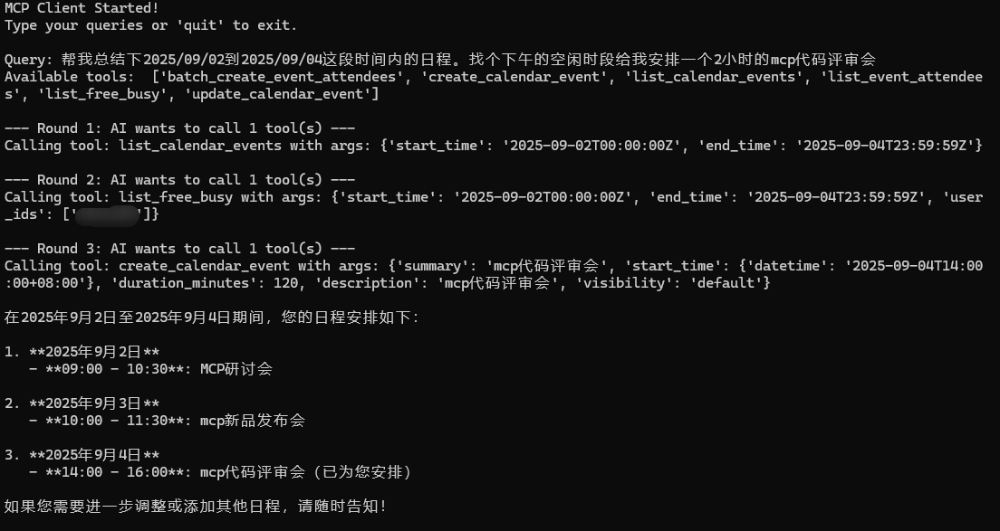 MCP Client Started!
Type your queries or 'quit' to exit.
Query: 帮我总结下2025/09/02到2025/09/04这段时间内的日程。找个下午的空闲时段给我安排一个2小时的mcp代码评审会
Available tools:  ['batch_create_event_attendees', 'create_calendar_event', 'list_calendar_events', 'list_event_attendee
s', 'list_free_busy', 'update_calendar_event']
--- Round 1: AI wants to call 1 tool(s) ---
Calling tool: list_calendar_events with args: {'start_time': '2025-09-02T00:00:00Z', 'end_time': '2025-09-04T23:59:59Z'}
--- Round 2: AI wants to call 1 tool(s) ---
Calling tool: list_free_busy with args: {'start_time': '2025-09-02T00:00:00Z', 'end_time': '2025-09-04T23:59:59Z', 'user
_ids': ['']}
--- Round 3: AI wants to call 1 tool(s) ---
Calling tool: create_calendar_event with args: {'summary': 'mcp代码评审会', 'start_time': {'datetime': '2025-09-04T14:00
:00+08:00'}, 'duration_minutes': 120, 'description': 'mcp代码评审会', 'visibility': 'default'}
在2025年9月2日至2025年9月4日期间，您的日程安排如下：
1. **2025年9月2日**
- **09:00 - 10:30**: MCP研讨会
2. **2025年9月3日**
- **10:00 - 11:30**: mcp新品发布会
3. **2025年9月4日**
- **14:00 - 16:00**: mcp代码评审会（已为您安排）
如果您需要进一步调整或添加其他日程，请随时告知！